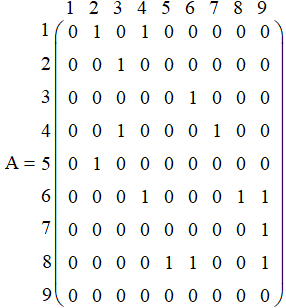 1 2 3 4 5 6 7 8 9
1 0 1 0 1 0 0 0 0 0
2 0 0 1 0 0 0 0 0 0
3 0 0 0 0 0 1 0 0 0
4 0 0 1 0 0 0 1 0 0
A = 5 0 1 0 0 0 0 0 0 0
6 0 0 0 1 0 0 0 1 1
7 0 0 0 0 0 0 0 0 1
8 0 0 0 0 1 1 0 0 1
9 0 0 0 0 0 0 0 0 0